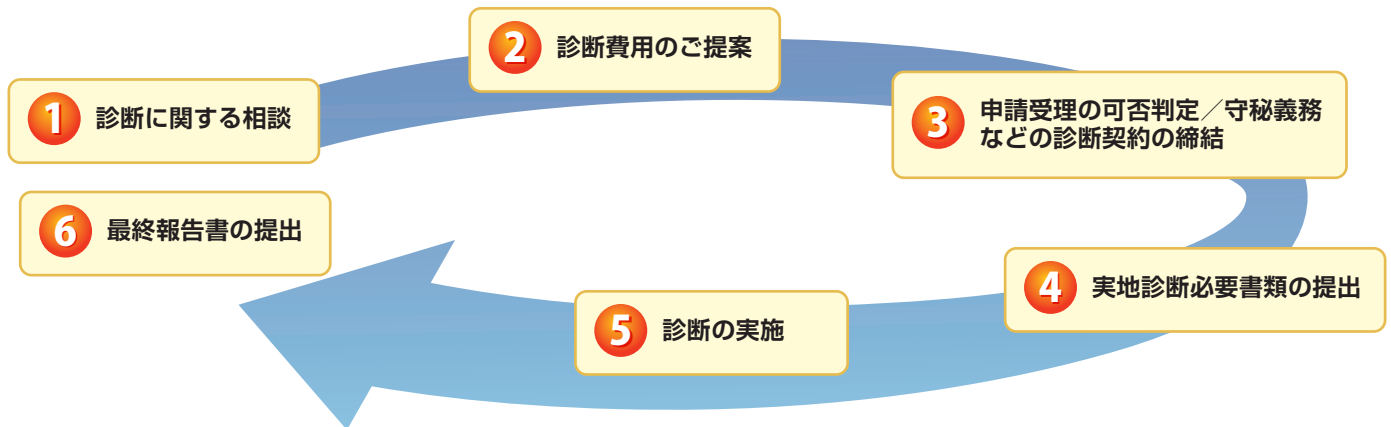 1 診断に関する相談
2 診断費用のご提案
3 申請受理の可否判定／守秘義務
などの診断契約の締結
4 実地診断必要書類の提出
5 診断の実施
6 最終報告書の提出